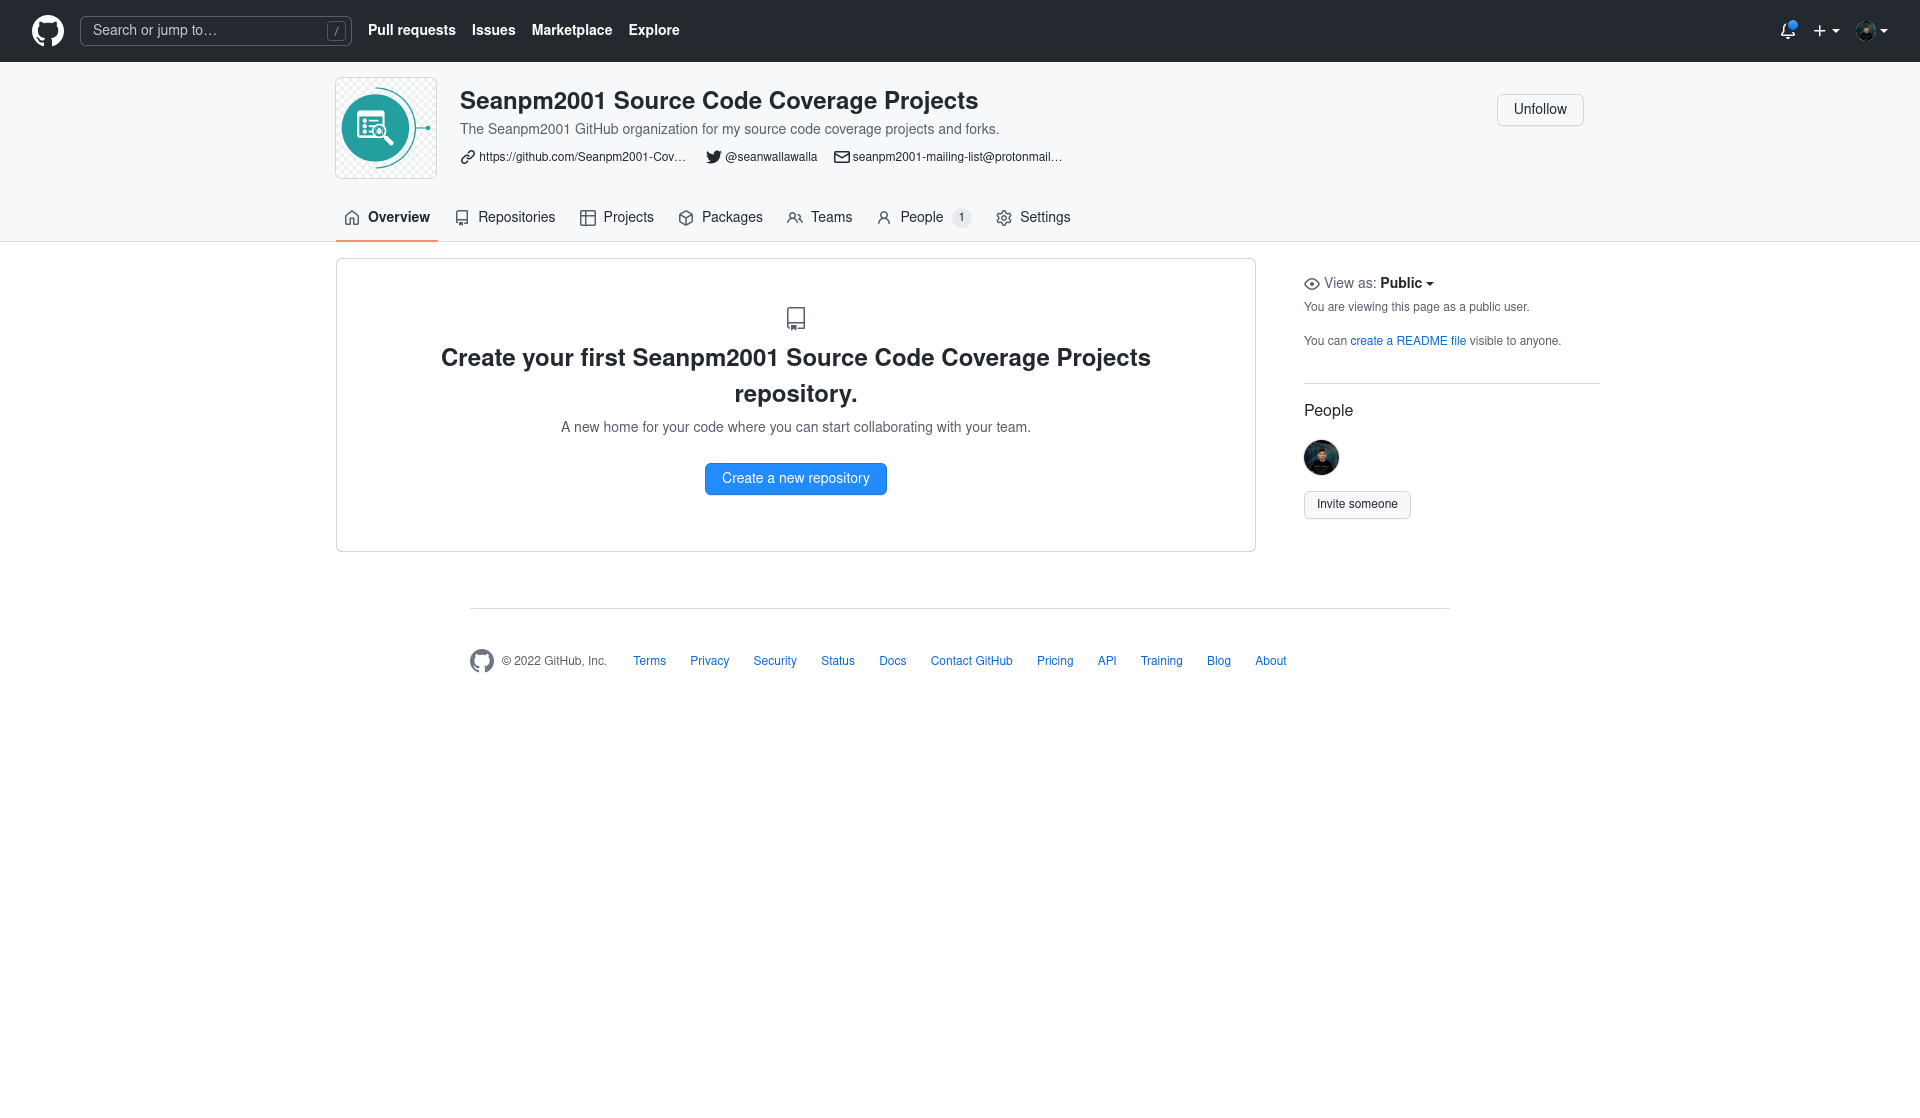 Search or jump to… /
Pull requests Issues Marketplace Explore
Seanpm2001 Source Code Coverage Projects
The Seanpm2001 GitHub organization for my source code coverage projects and forks.
https://github.com/Seanpm2001-Cov… @seanwallawalla seanpm2001-mailing-list@protonmail…
Unfollow
Overview Repositories Projects Packages Teams People 1 Settings
Create your first Seanpm2001 Source Code Coverage Projects
repository.
A new home for your code where you can start collaborating with your team.
Create a new repository
View as: Public
You are viewing this page as a public user.
You can create a README file visible to anyone.
People
Invite someone
© 2022 GitHub, Inc. Terms Privacy Security Status Docs Contact GitHub Pricing API Training Blog About